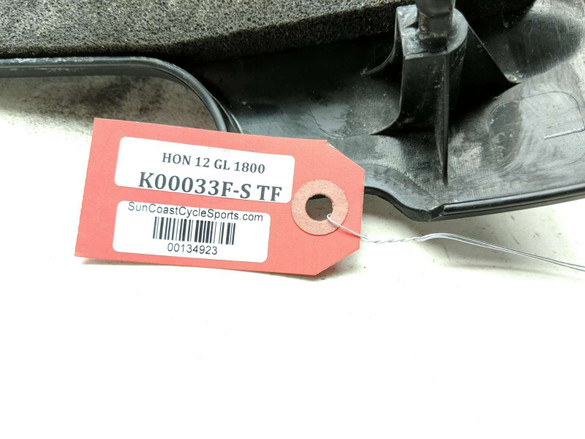 HON 12 GL 1800
K00033F-S TF
SunCoastCycleSports.com
00134923